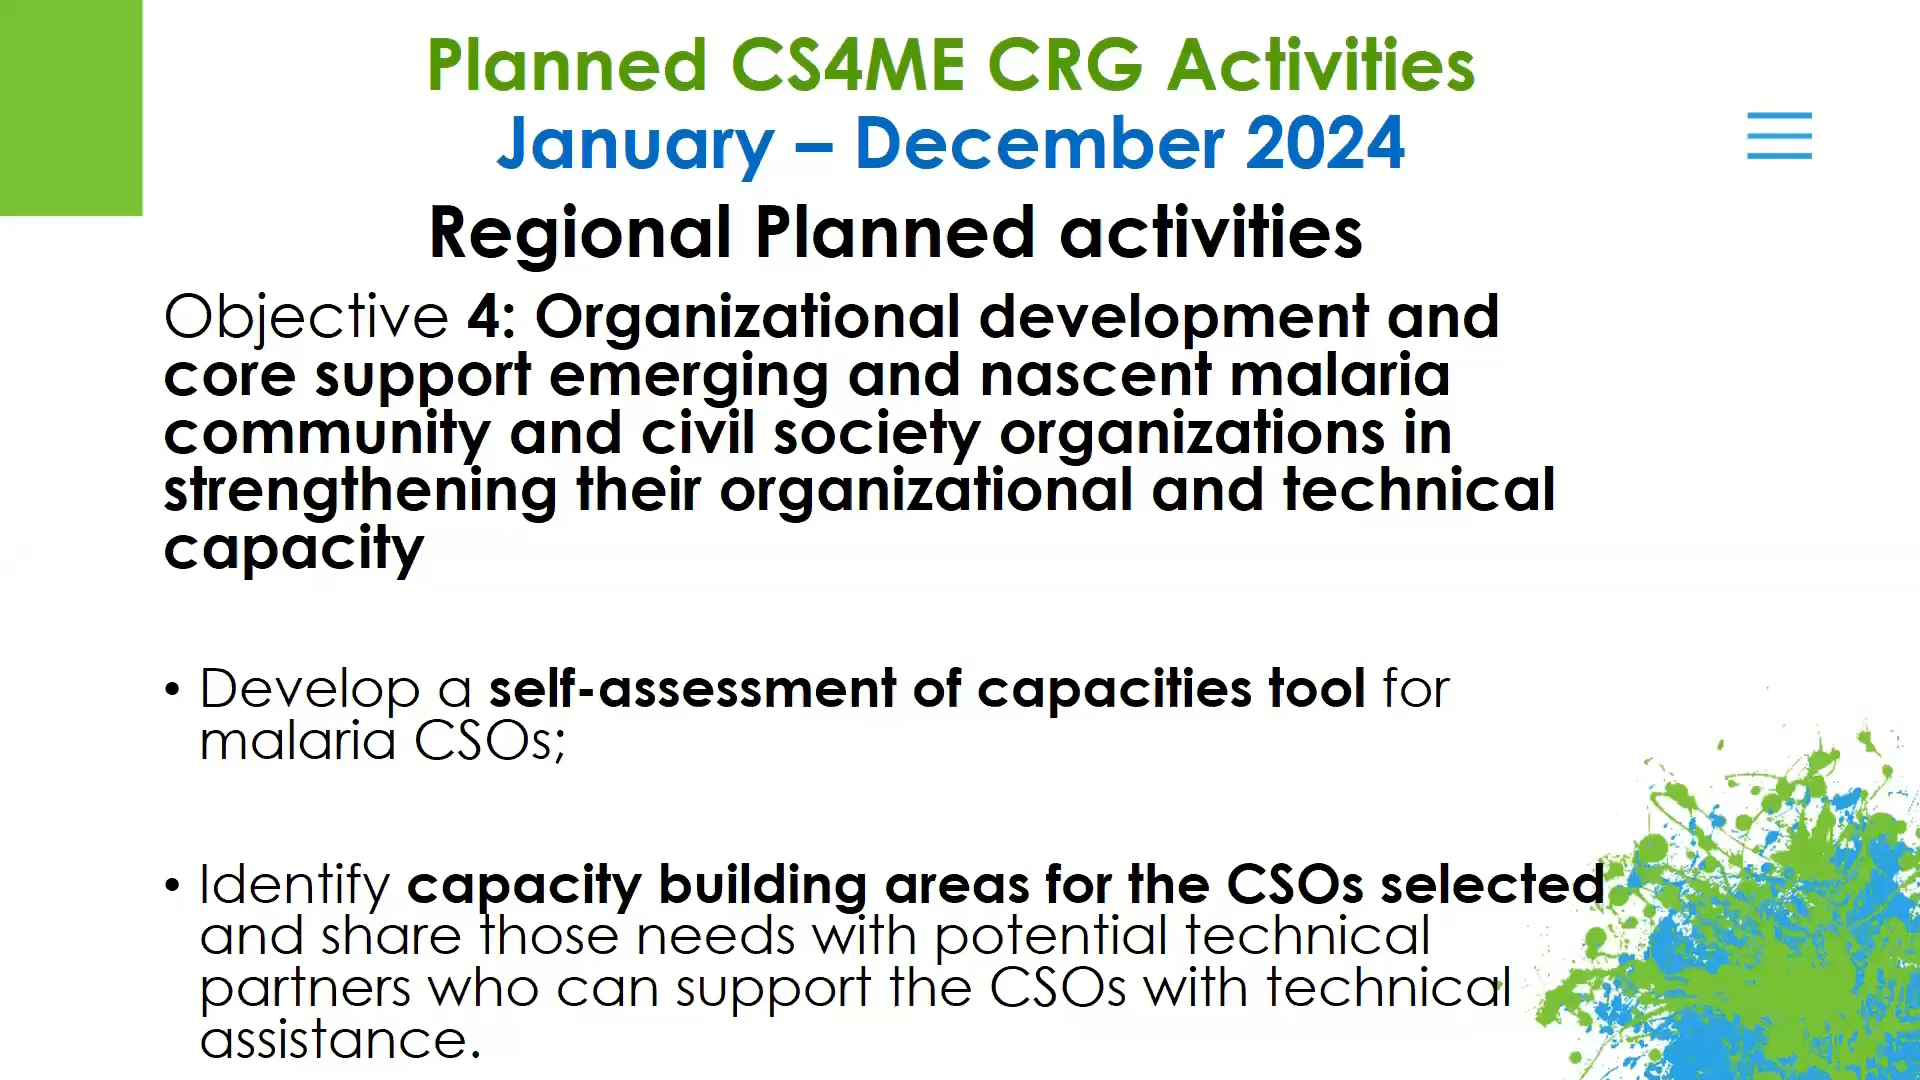 Planned CS4ME CRG Activities
January – December 2024
Regional Planned activities
Objective 4: Organizational development and
core support emerging and nascent malaria
community and civil society organizations in
strengthening their organizational and technical
capacity
• Develop a self-assessment of capacities tool for
malaria CSOs;
• Identify capacity building areas for the CSOs selected
and share those needs with potential technical
partners who can support the CSOs with technical
assistance.